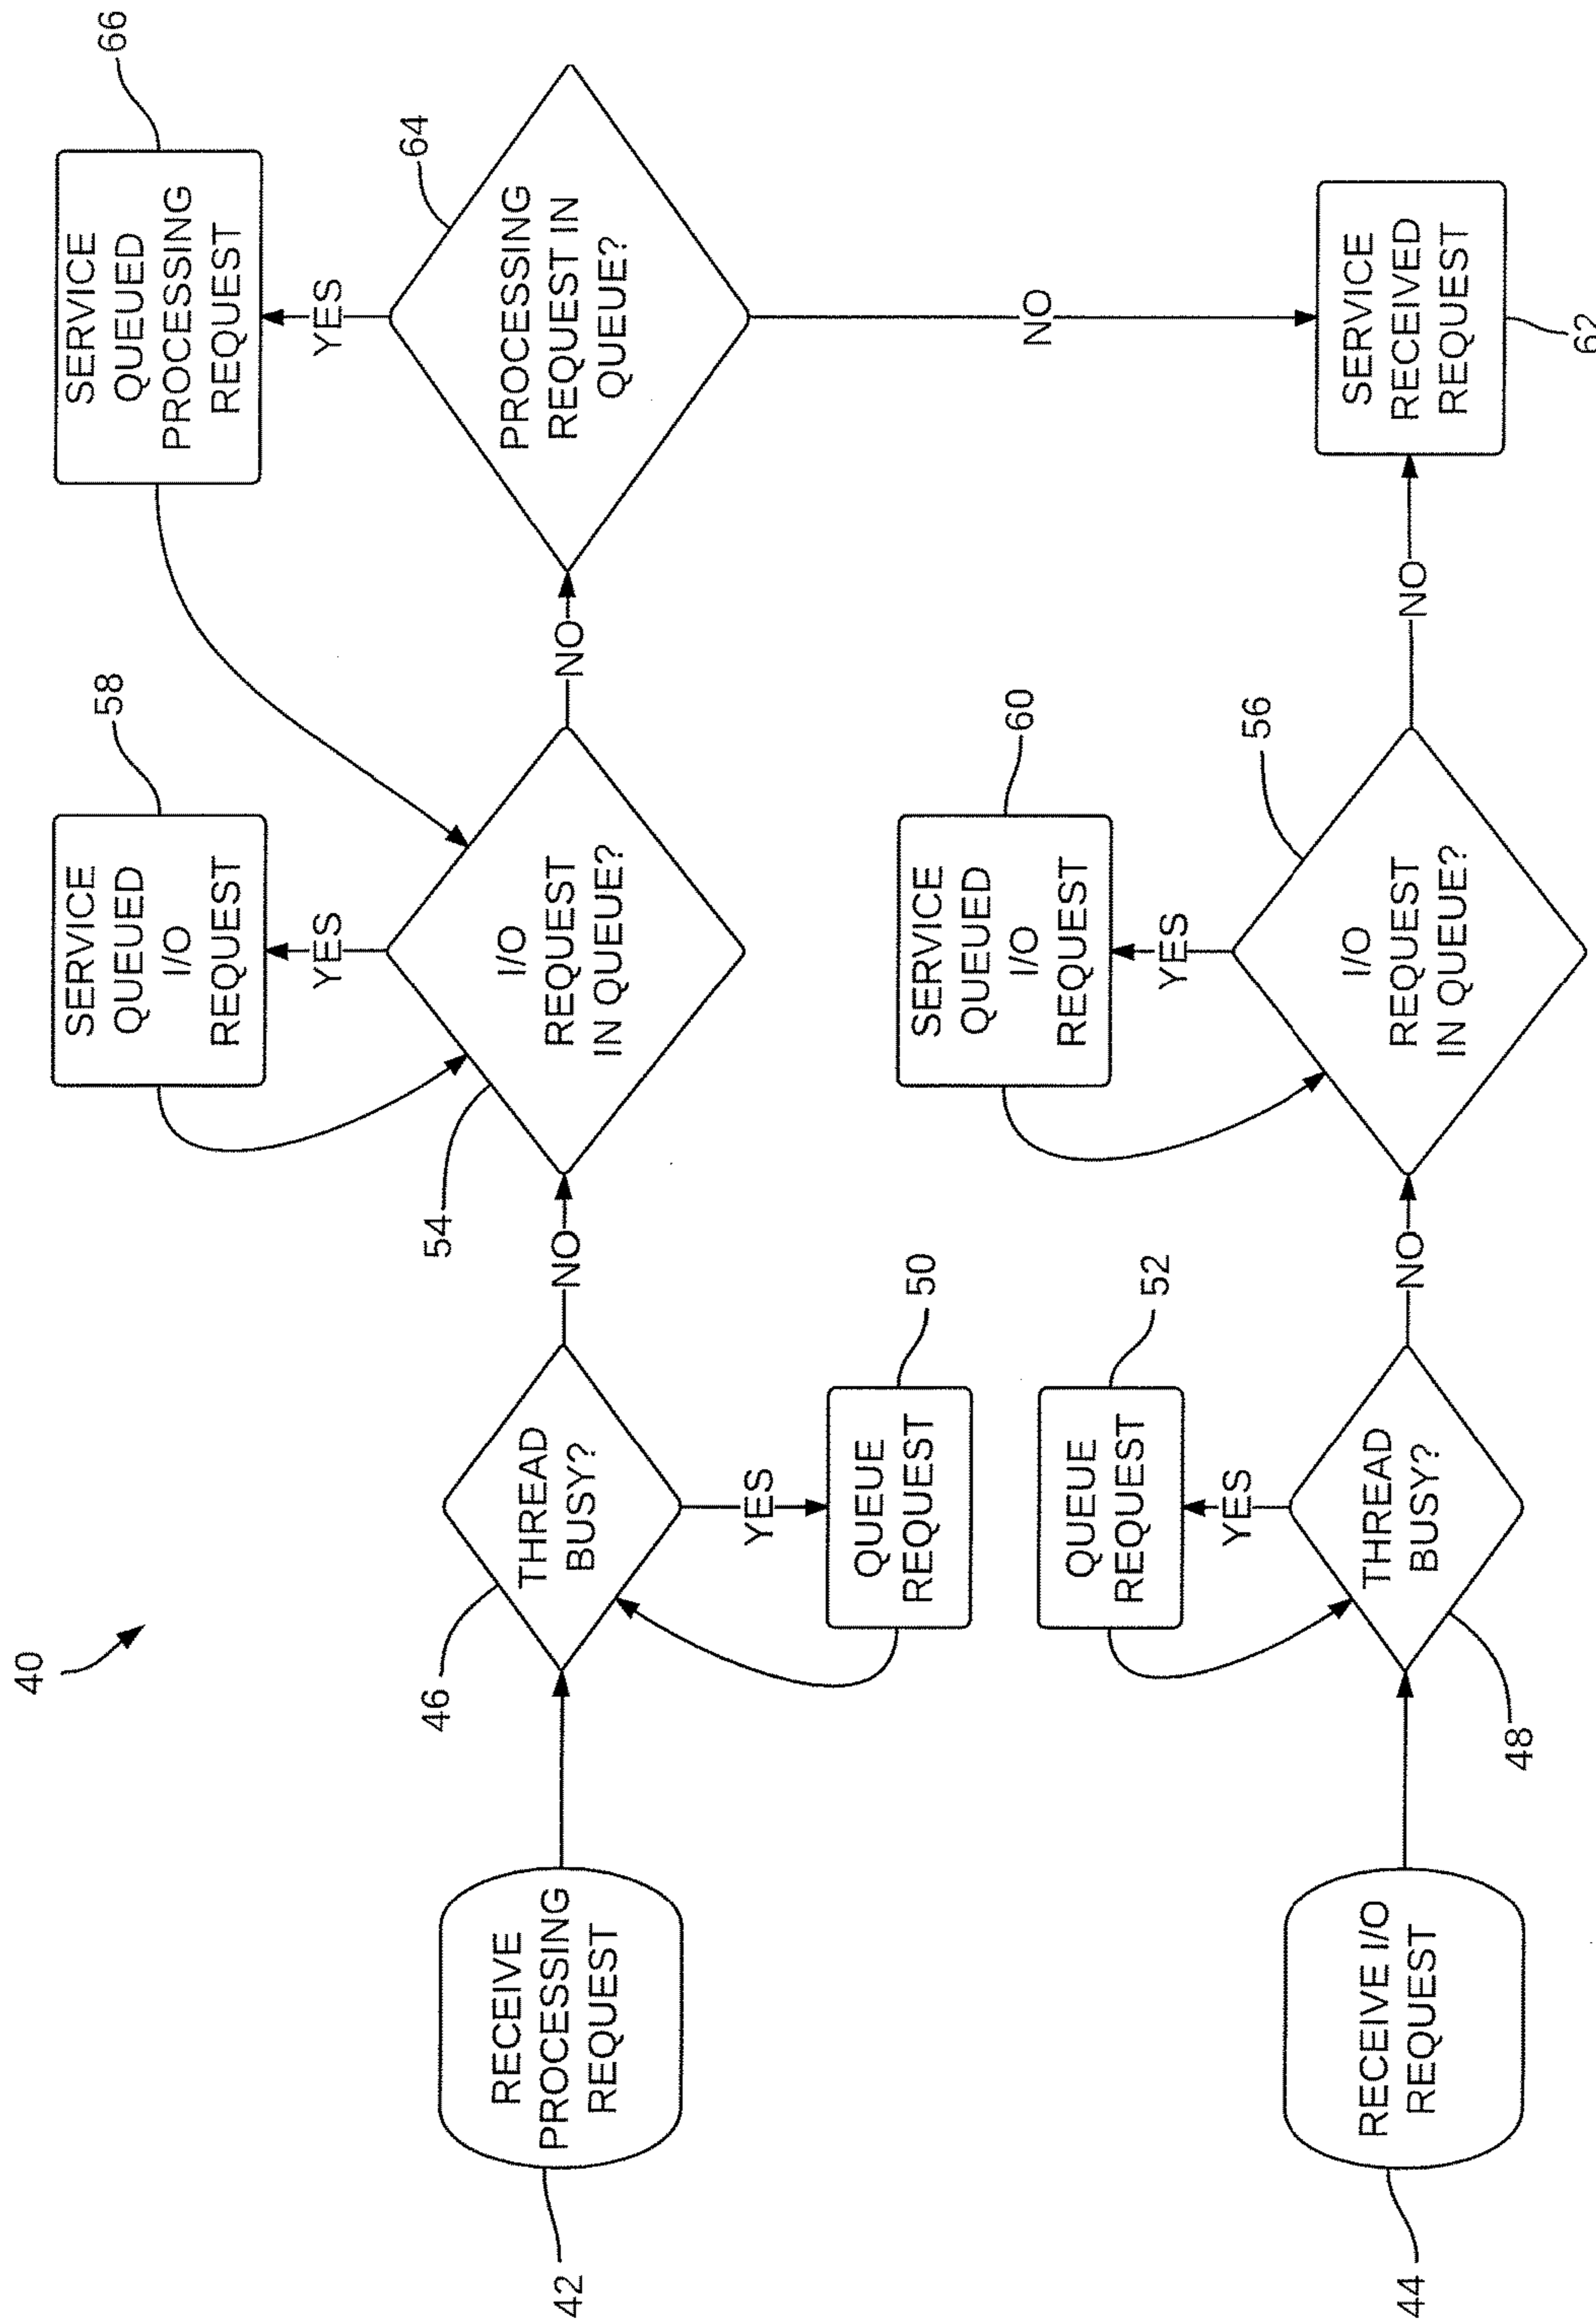 40
42
RECEIVE
PROCESSING
REQUEST
46
THREAD
BUSY?
YES
QUEUE
REQUEST
50
NO
54
I/O
REQUEST
IN QUEUE?
YES
SERVICE
QUEUED
I/O
REQUEST
58
NO
64
PROCESSING
REQUEST IN
QUEUE?
YES
SERVICE
QUEUED
PROCESSING
REQUEST
66
NO
44
RECEIVE I/O
REQUEST
48
THREAD
BUSY?
YES
QUEUE
REQUEST
52
NO
56
I/O
REQUEST
IN QUEUE?
YES
SERVICE
QUEUED
I/O
REQUEST
60
NO
SERVICE
RECEIVED
REQUEST
62